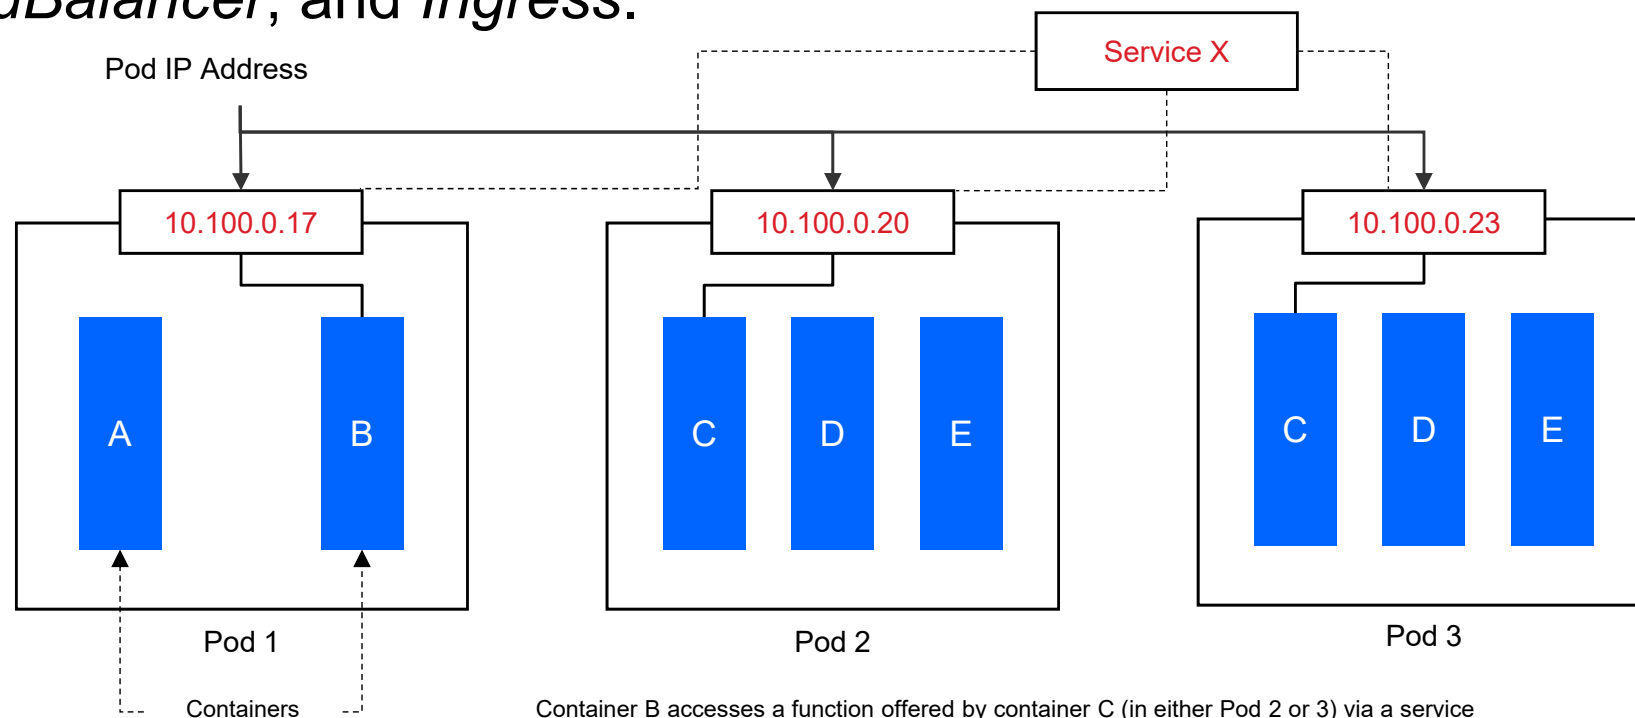 dBalancer, and Ingress.
Service X
Pod IP Address
10.100.0.17
10.100.0.20
10.100.0.23
A
B
C
D
E
C
D
E
Pod 1
Pod 2
Pod 3
Containers
Container B accesses a function offered by container C (in either Pod 2 or 3) via a service